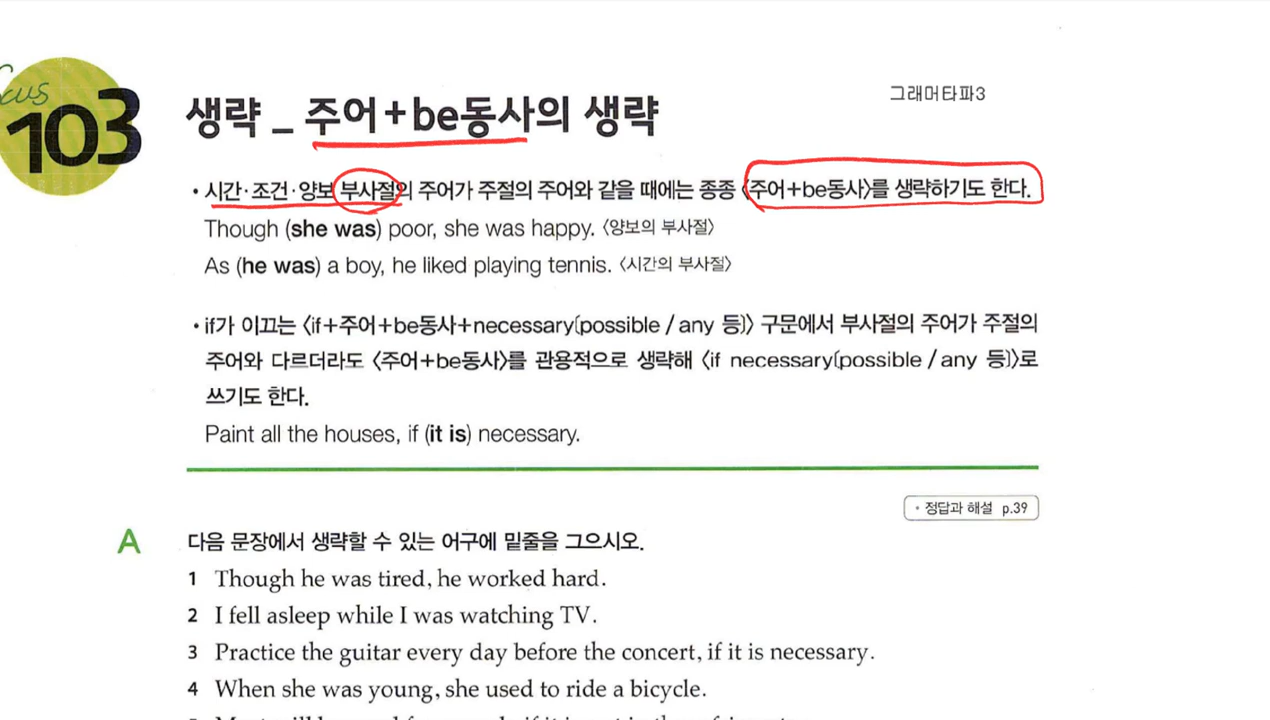 103
생략 _ 주어+be동사의 생략
그래머타파3
• 시간·조건·양보 부사절의 주어가 주절의 주어와 같을 때에는 종종 〈주어+be동사〉를 생략하기도 한다.
Though (she was) poor, she was happy. 〈양보의 부사절〉
As (he was) a boy, he liked playing tennis. 〈시간의 부사절〉
• if가 이끄는 〈if+주어+be동사+necessary(possible / any 등)〉 구문에서 부사절의 주어가 주절의
주어와 다르더라도 〈주어+be동사〉를 관용적으로 생략해 〈if necessary(possible / any 등)〉로
쓰기도 한다.
Paint all the houses, if (it is) necessary.
• 정답과 해설 p.39
A 다음 문장에서 생략할 수 있는 어구에 밑줄을 그으시오.
1 Though he was tired, he worked hard.
2 I fell asleep while I was watching TV.
3 Practice the guitar every day before the concert, if it is necessary.
4 When she was young, she used to ride a bicycle.